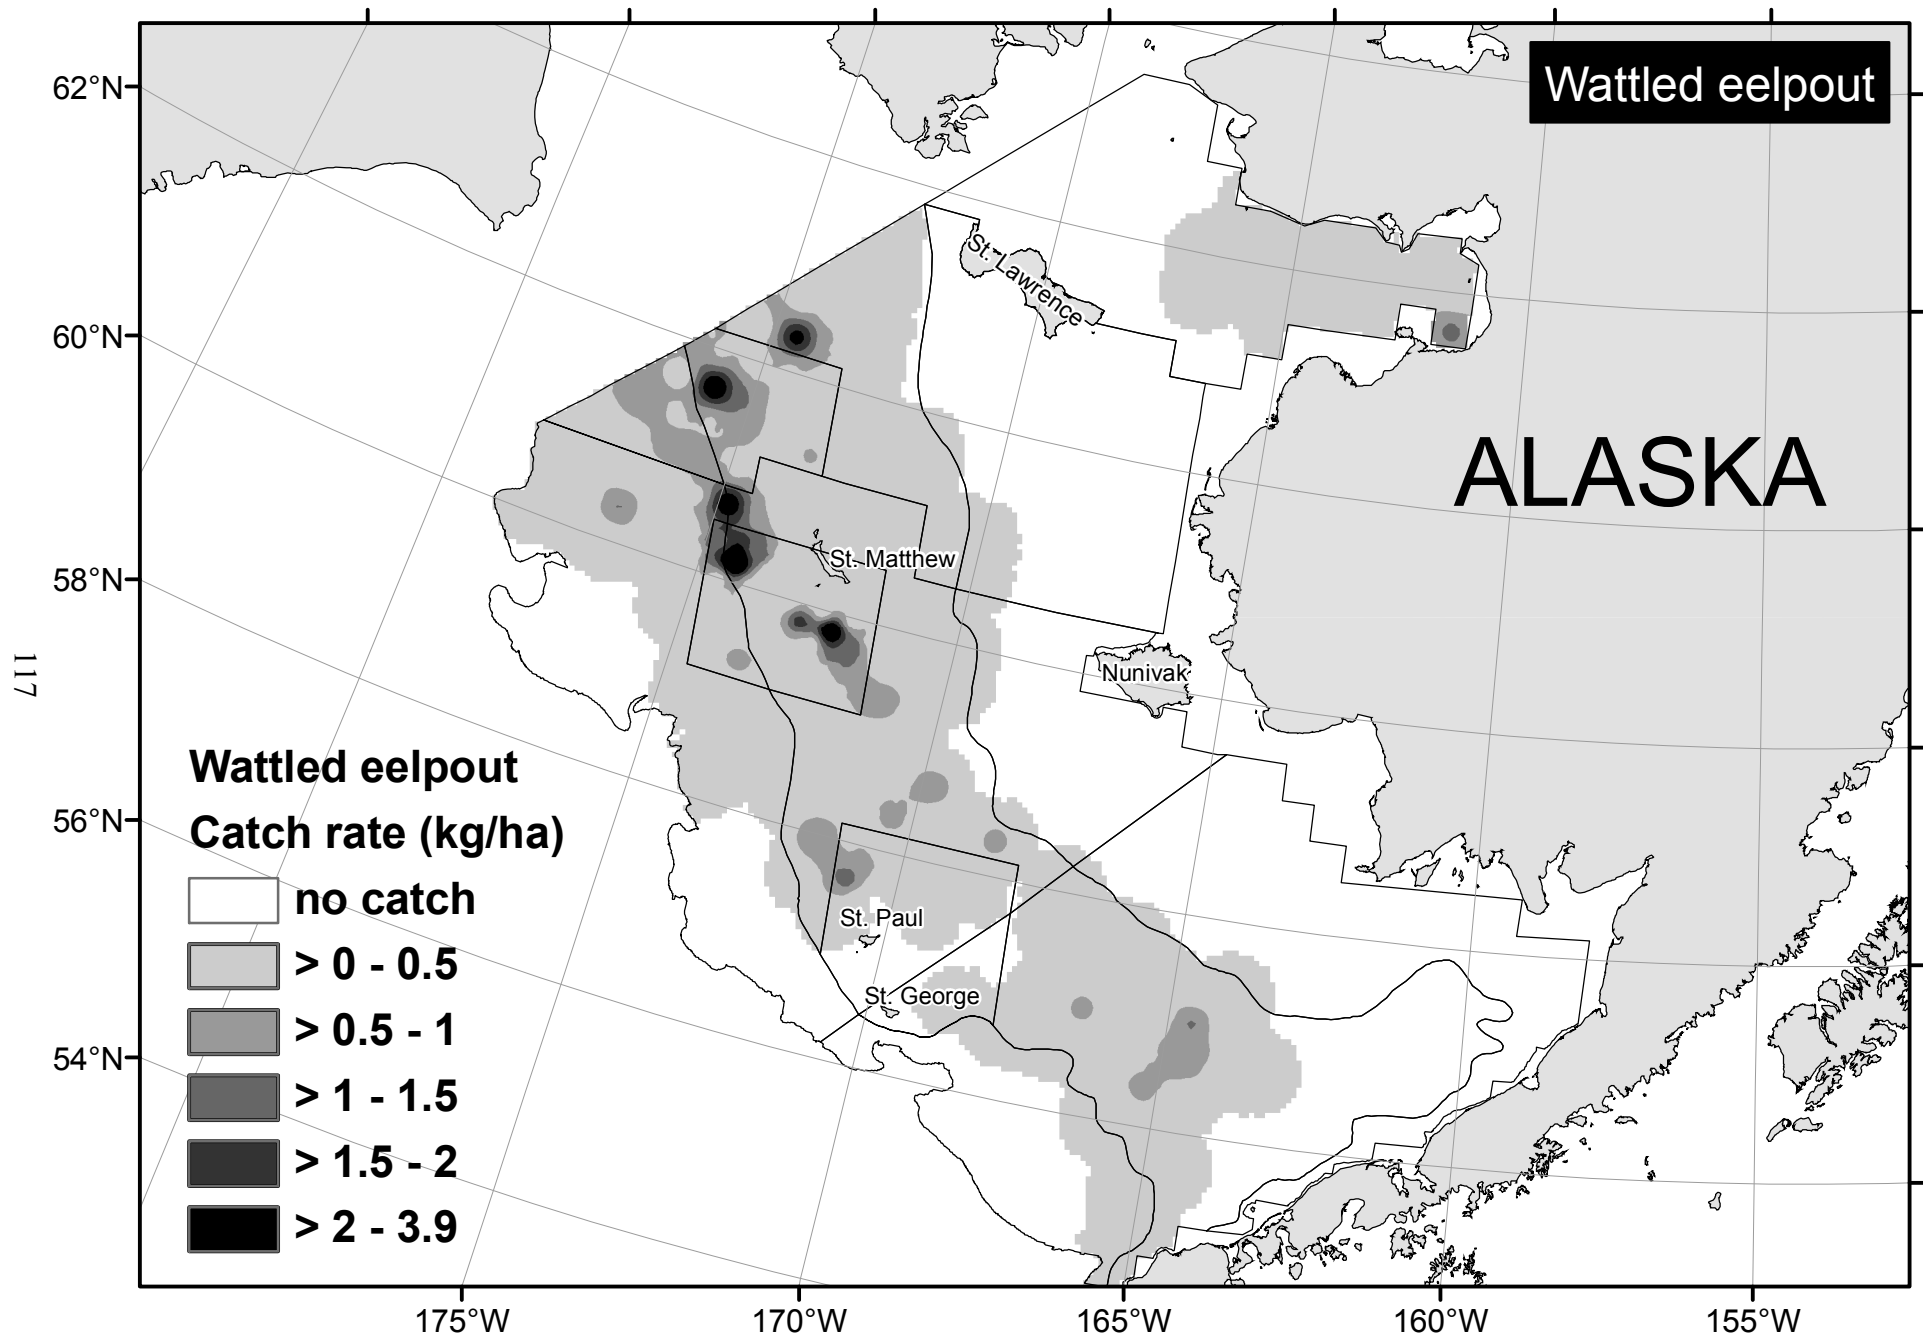 Wattled eelpout
62°N
60°N
58°N
56°N
54°N
117
St. Lawrence
ALASKA
St. Matthew
Nunivak
St. Paul
St. George
Wattled eelpout
Catch rate (kg/ha)
no catch
> 0 - 0.5
> 0.5 - 1
> 1 - 1.5
> 1.5 - 2
> 2 - 3.9
175°W
170°W
165°W
160°W
155°W